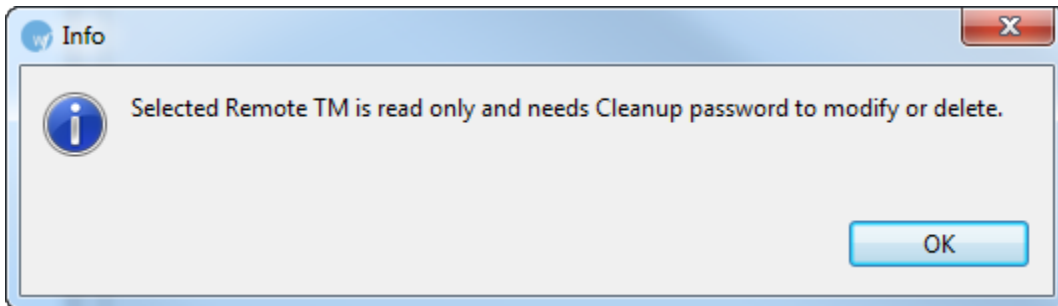 Info
Selected Remote TM is read only and needs Cleanup password to modify or delete.
OK